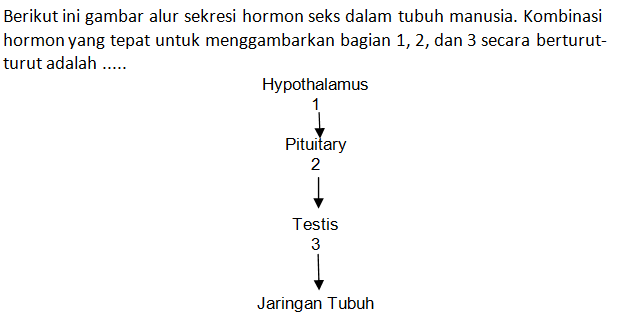 Berikut ini gambar alur sekresi hormon seks dalam tubuh manusia. Kombinasi
hormon yang tepat untuk menggambarkan bagian 1, 2, dan 3 secara berturut-
turut adalah .....
Hypothalamus
1
Pituitary
2
Testis
3
Jaringan Tubuh